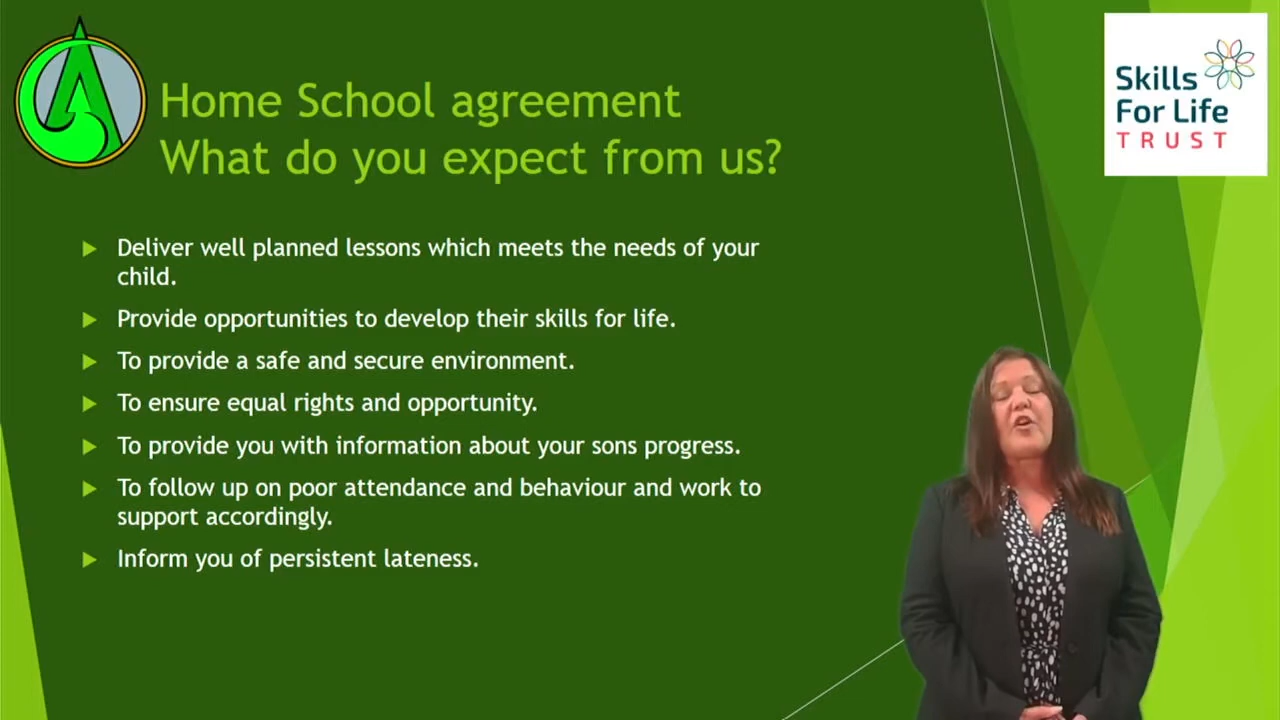 Home School agreement
What do you expect from us?
Skills
For Life
TRUST
Deliver well planned lessons which meets the needs of your
child.
Provide opportunities to develop their skills for life.
To provide a safe and secure environment.
To ensure equal rights and opportunity.
To provide you with information about your sons progress.
To follow up on poor attendance and behaviour and work to
support accordingly.
Inform you of persistent lateness.